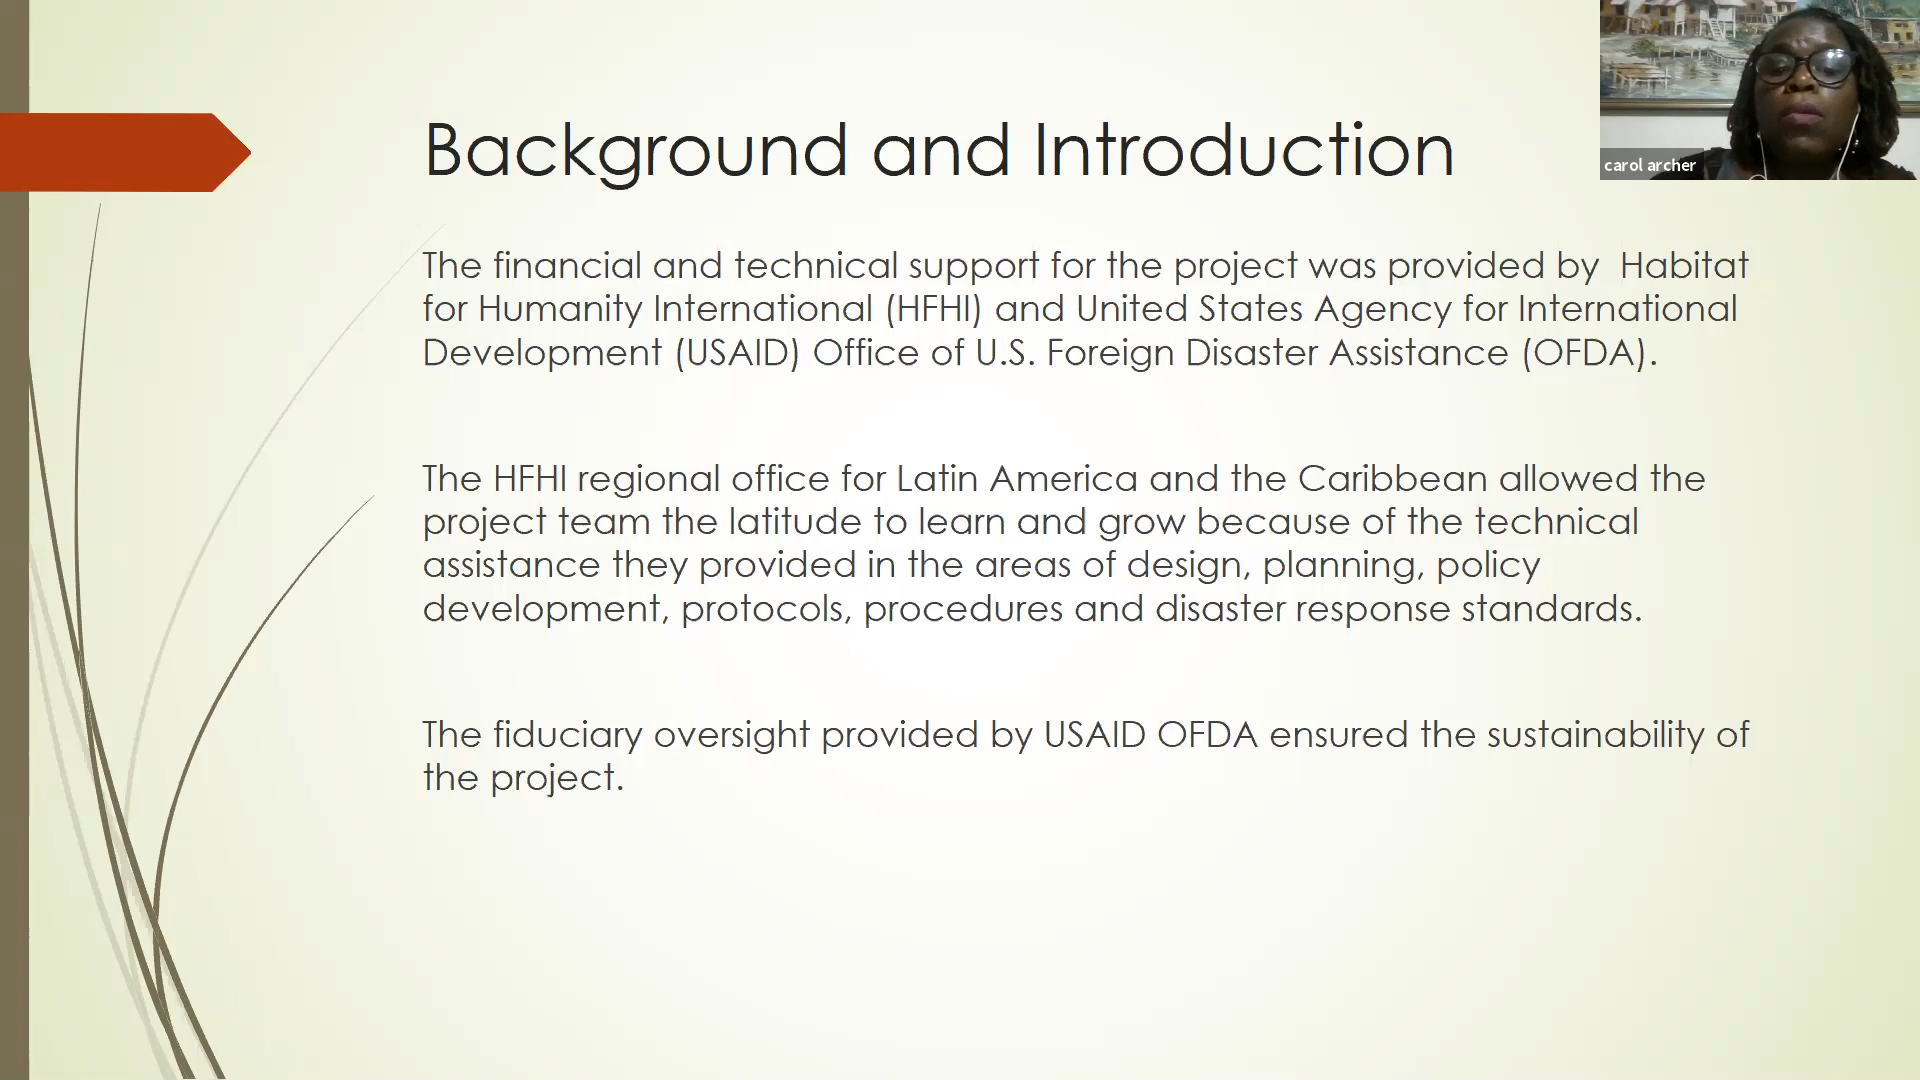 Background and Introduction
carol archer
The financial and technical support for the project was provided by  Habitat
for Humanity International (HFHI) and United States Agency for International
Development (USAID) Office of U.S. Foreign Disaster Assistance (OFDA).
The HFHI regional office for Latin America and the Caribbean allowed the
project team the latitude to learn and grow because of the technical
assistance they provided in the areas of design, planning, policy
development, protocols, procedures and disaster response standards.
The fiduciary oversight provided by USAID OFDA ensured the sustainability of
the project.